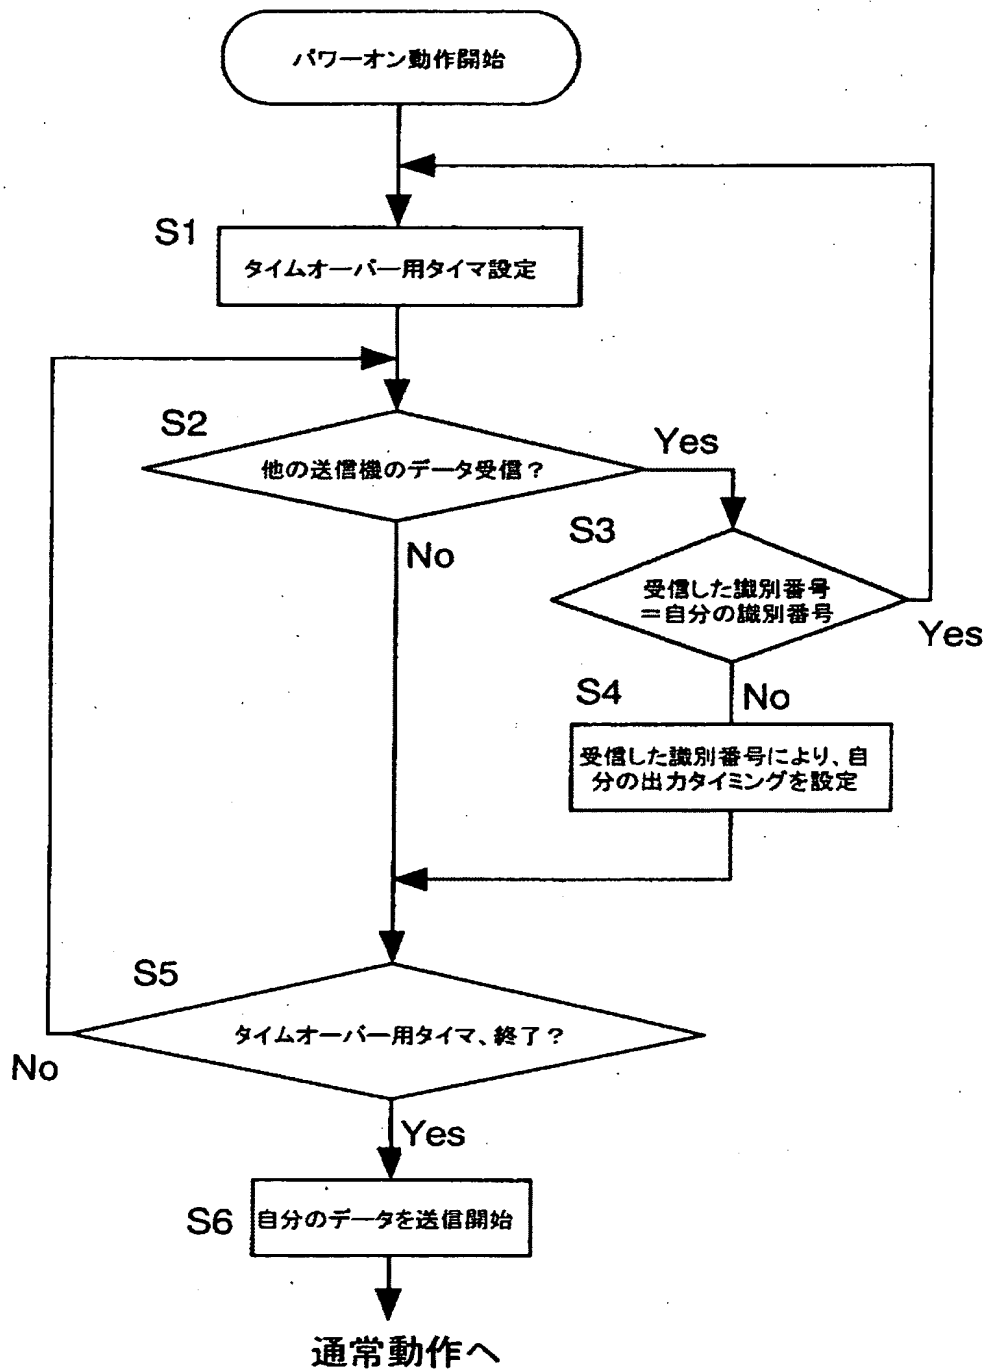 パワーオン動作開始
S1
タイムオーバー用タイマ設定
S2
他の送信機のデータ受信？
Yes
No
S3
受信した識別番号
＝自分の識別番号
Yes
No
S4
受信した識別番号により、自
分の出力タイミングを設定
S5
タイムオーバー用タイマ、終了？
No
Yes
S6
自分のデータを送信開始
通常動作へ